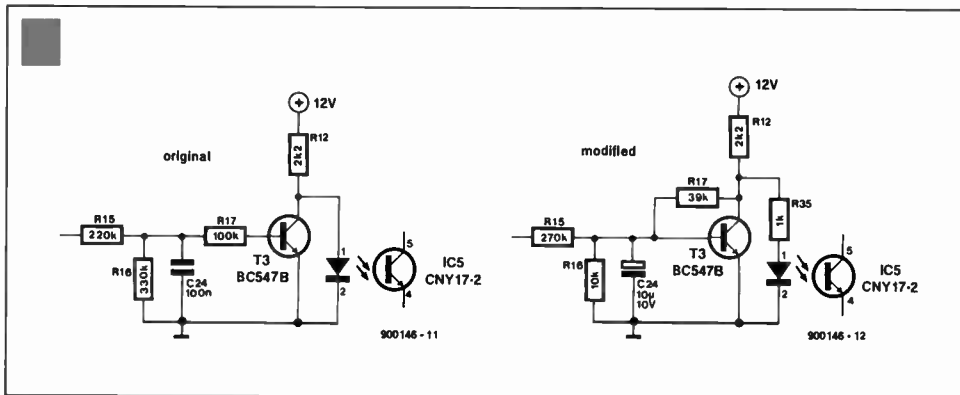 original
12V
R12
2k2
R15
220k
R17
100k
R16
330k
C24
100n
T3
BC547B
1
2
5
4
IC5
CNY17-2
900146 - 11
modified
12V
R12
2k2
R17
39k
R35
1k
R15
270k
R16
10k
C24
10µ
10V
T3
BC547B
1
2
5
4
IC5
CNY17-2
900146 - 12